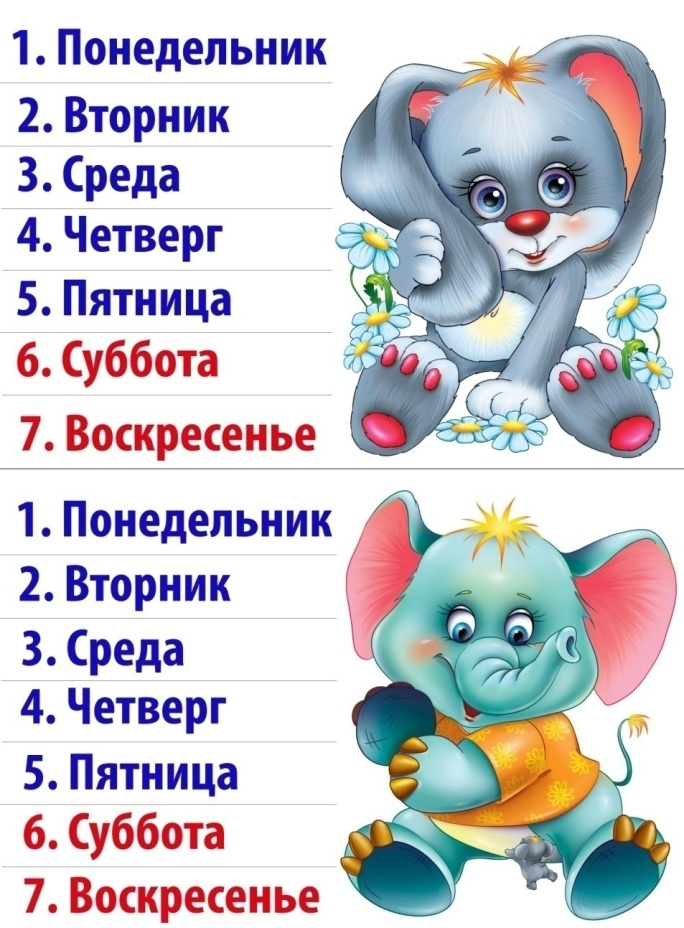 1. Понедельник
2. Вторник
3. Среда
4. Четверг
5. Пятница
6. Суббота
7. Воскресенье
1. Понедельник
2. Вторник
3. Среда
4. Четверг
5. Пятница
6. Суббота
7. Воскресенье